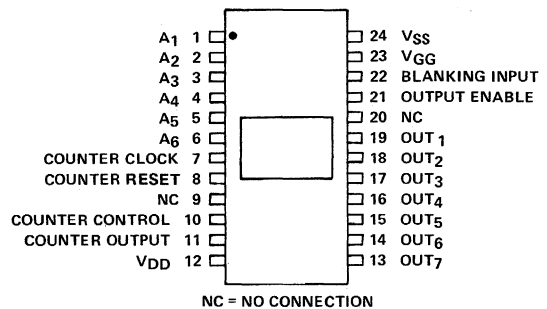 A1 1
A2 2
A3 3
A4 4
A5 5
A6 6
COUNTER CLOCK 7
COUNTER RESET 8
NC 9
COUNTER CONTROL 10
COUNTER OUTPUT 11
VDD 12
24 VSS
23 VGG
22 BLANKING INPUT
21 OUTPUT ENABLE
20 NC
19 OUT1
18 OUT2
17 OUT3
16 OUT4
15 OUT5
14 OUT6
13 OUT7
NC = NO CONNECTION